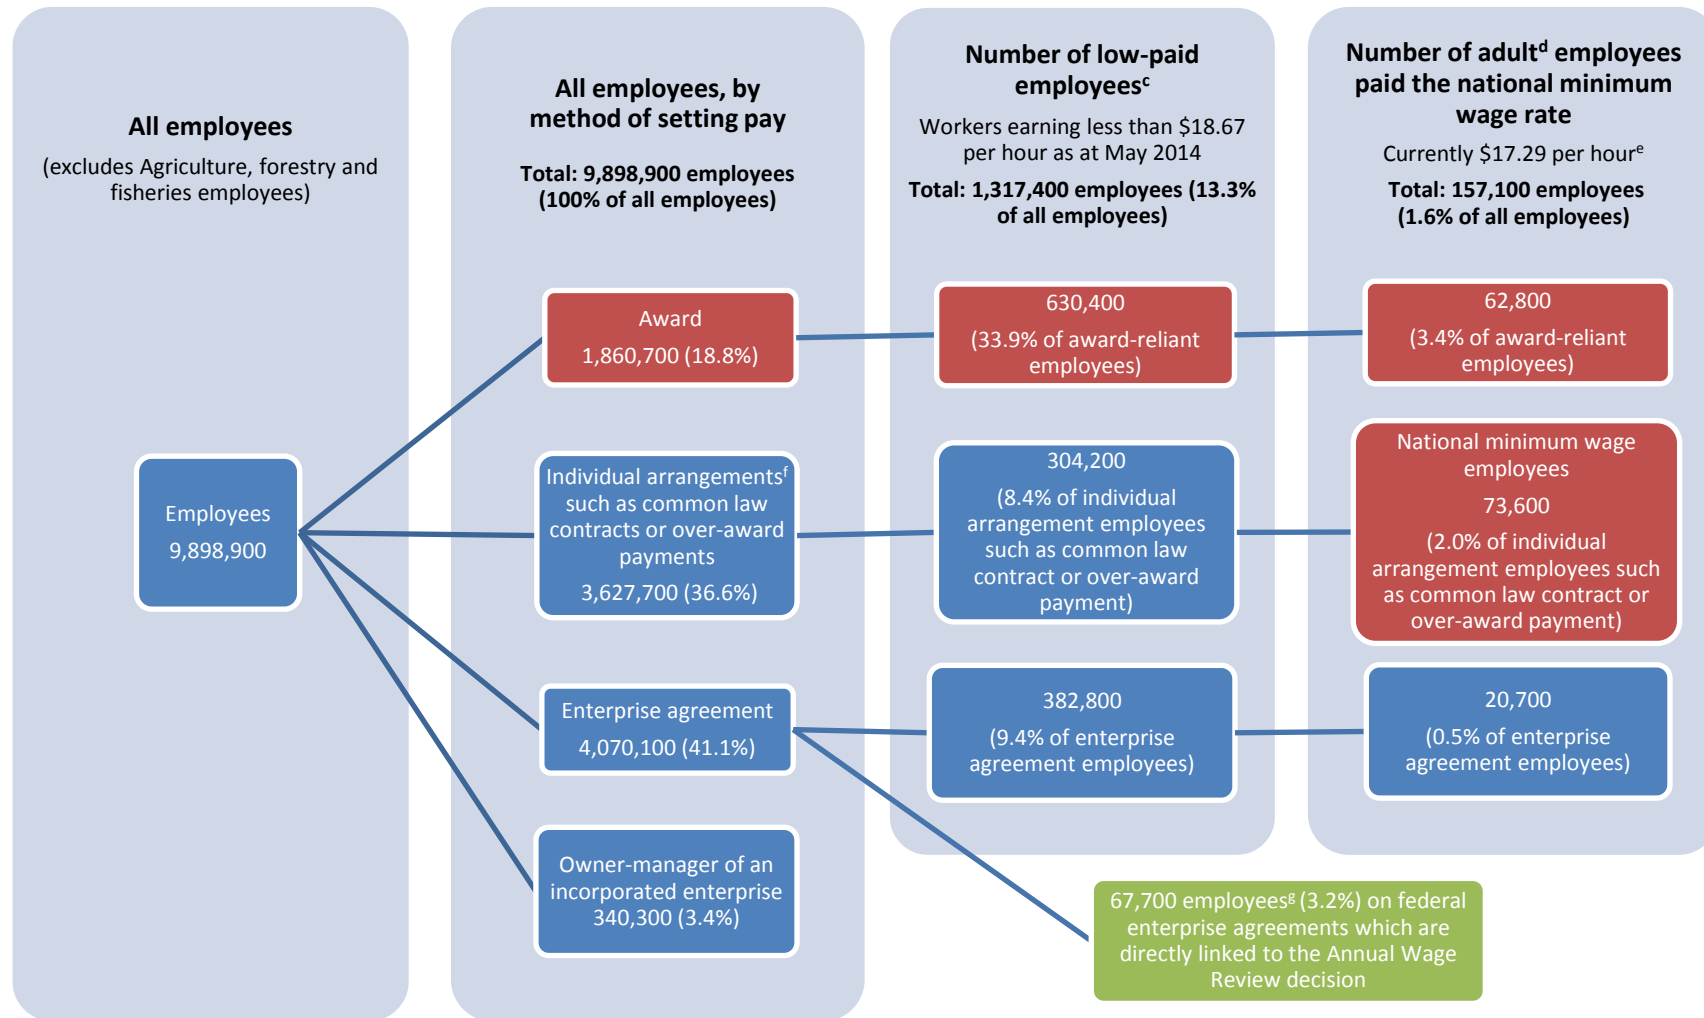 All employees
(excludes Agriculture, forestry and
fisheries employees)
Employees
9,898,900
All employees, by
method of setting pay
Total: 9,898,900 employees
(100% of all employees)
Award
1,860,700 (18.8%)
Individual arrangementsᶠ
such as common law
contracts or over-award
payments
3,627,700 (36.6%)
Enterprise agreement
4,070,100 (41.1%)
Owner-manager of an
incorporated enterprise
340,300 (3.4%)
Number of low-paid
employeesᶜ
Workers earning less than $18.67
per hour as at May 2014
Total: 1,317,400 employees (13.3%
of all employees)
630,400
(33.9% of award-reliant
employees)
304,200
(8.4% of individual
arrangement employees
such as common law
contract or over-award
payment)
382,800
(9.4% of enterprise
agreement employees)
Number of adultᵈ employees
paid the national minimum
wage rate
Currently $17.29 per hourᵉ
Total: 157,100 employees
(1.6% of all employees)
62,800
(3.4% of award-reliant
employees)
National minimum wage
employees
73,600
(2.0% of individual
arrangement employees such
as common law contract or
over-award payment)
20,700
(0.5% of enterprise
agreement employees)
67,700 employeesᵍ (3.2%) on federal
enterprise agreements which are
directly linked to the Annual Wage
Review decision